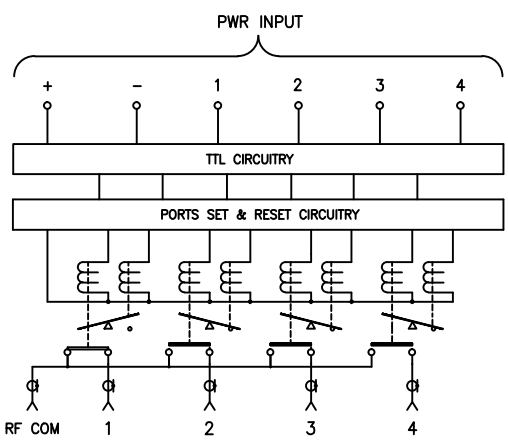 PWR INPUT
+ − 1 2 3 4
TTL CIRCUITRY
PORTS SET & RESET CIRCUITRY
RF COM 1 2 3 4